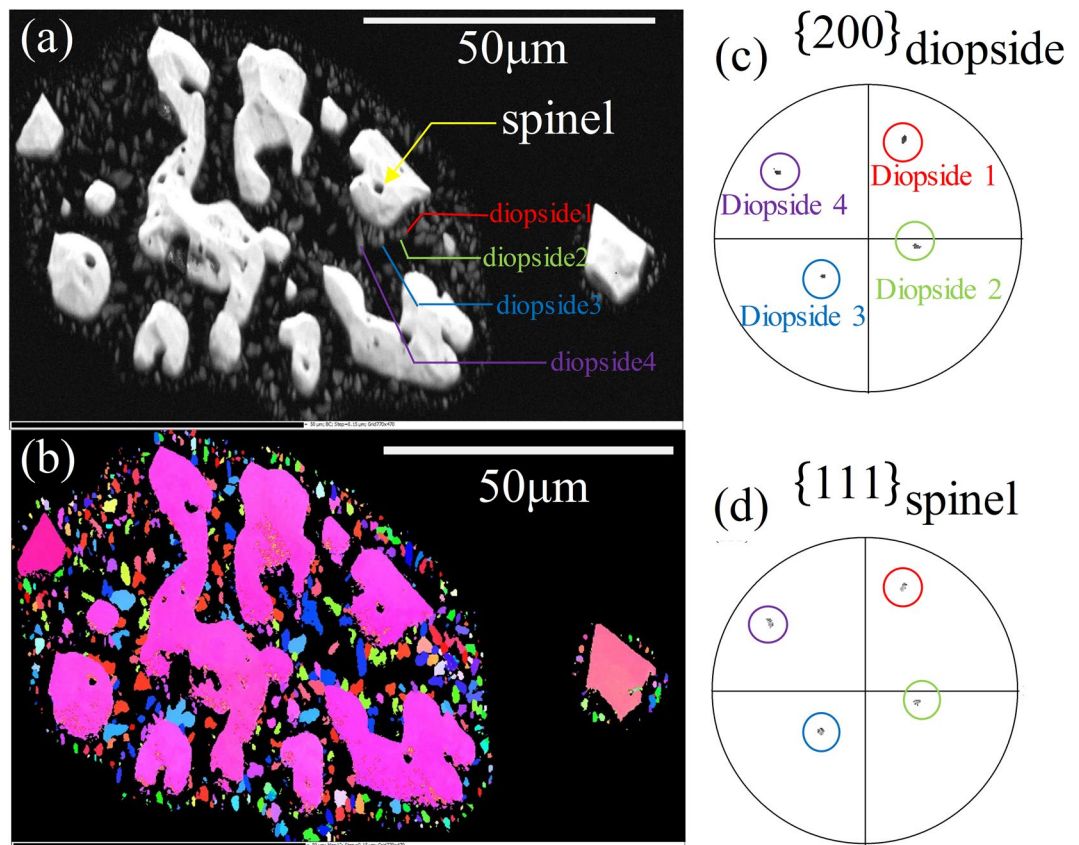 (a)
50μm
spinel
diopside1
diopside2
diopside3
diopside4
(b)
50μm
(c)
{200}diopside
Diopside 1
Diopside 4
Diopside 2
Diopside 3
(d)
{111}spinel